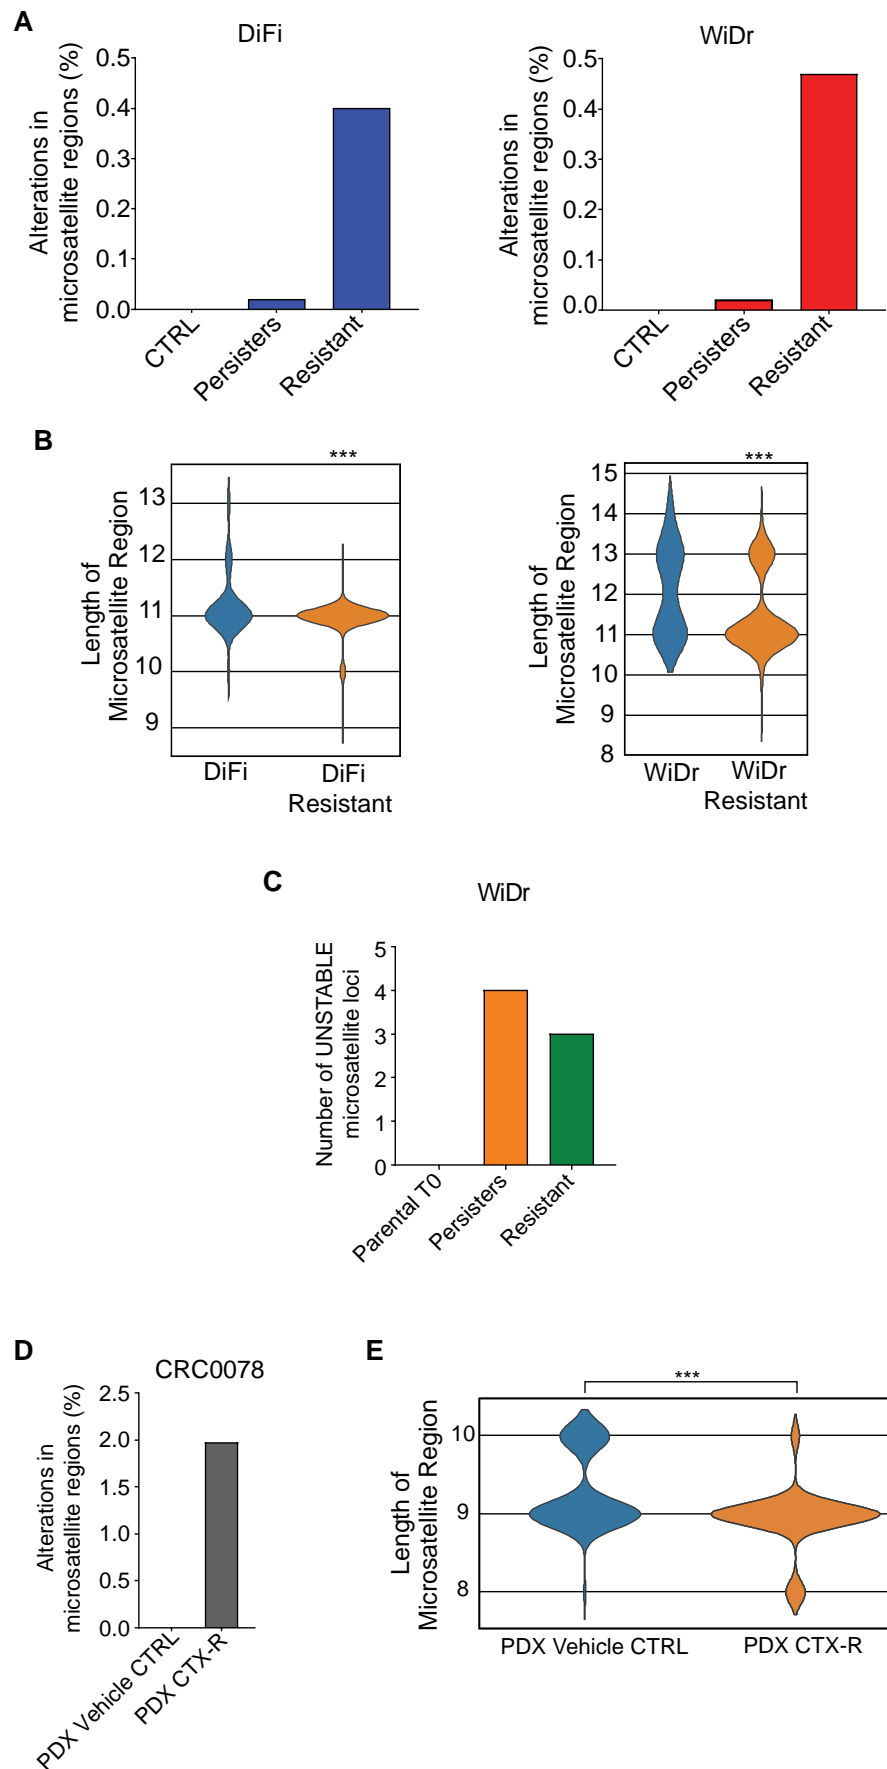 A
DiFi
Alterations in
microsatellite regions (%)
0.5
0.4
0.3
0.2
0.1
0.0
CTRL
Persisters
Resistant
WiDr
Alterations in
microsatellite regions (%)
0.5
0.4
0.3
0.2
0.1
0.0
CTRL
Persisters
Resistant
B
***
Length of
Microsatellite Region
13
12
11
10
9
DiFi
DiFi
Resistant
***
Length of
Microsatellite Region
15
14
13
12
11
10
9
8
WiDr
WiDr
Resistant
C
WiDr
Number of UNSTABLE
microsatellite loci
5
4
3
2
1
0
Parental T0
Persisters
Resistant
D
CRC0078
Alterations in
microsatellite regions (%)
2.5
2.0
1.5
1.0
0.5
0.0
PDX Vehicle CTRL
PDX CTX-R
E
***
Length of
Microsatellite Region
10
9
8
PDX Vehicle CTRL
PDX CTX-R